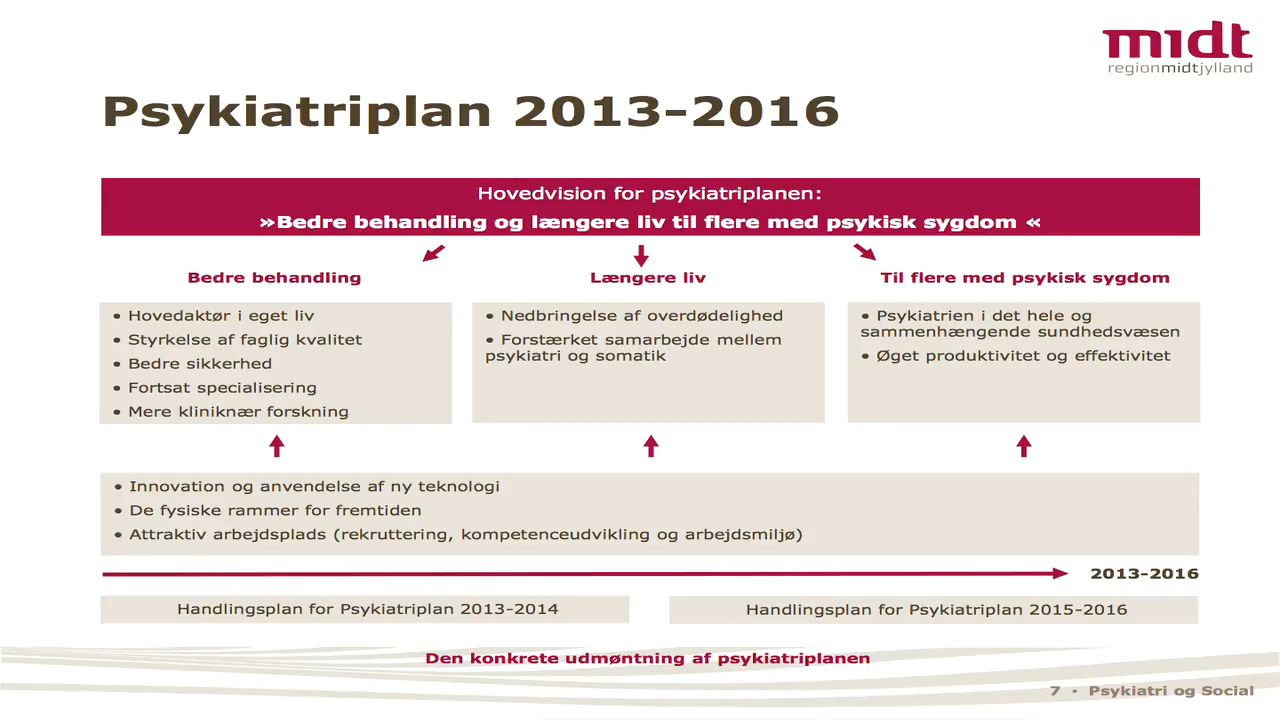 midt
regionmidtjylland
Psykiatriplan 2013-2016
Hovedvision for psykiatriplanen:
»Bedre behandling og længere liv til flere med psykisk sygdom «
Bedre behandling
• Hovedaktør i eget liv
• Styrkelse af faglig kvalitet
• Bedre sikkerhed
• Fortsat specialisering
• Mere kliniknær forskning
Længere liv
• Nedbringelse af overdødelighed
• Forstærket samarbejde mellem
psykiatri og somatik
Til flere med psykisk sygdom
• Psykiatrien i det hele og
sammenhængende sundhedsvæsen
• Øget produktivitet og effektivitet
• Innovation og anvendelse af ny teknologi
• De fysiske rammer for fremtiden
• Attraktiv arbejdsplads (rekruttering, kompetenceudvikling og arbejdsmiljø)
2013-2016
Handlingsplan for Psykiatriplan 2013-2014
Handlingsplan for Psykiatriplan 2015-2016
Den konkrete udmøntning af psykiatriplanen
7 ▪ Psykiatri og Social